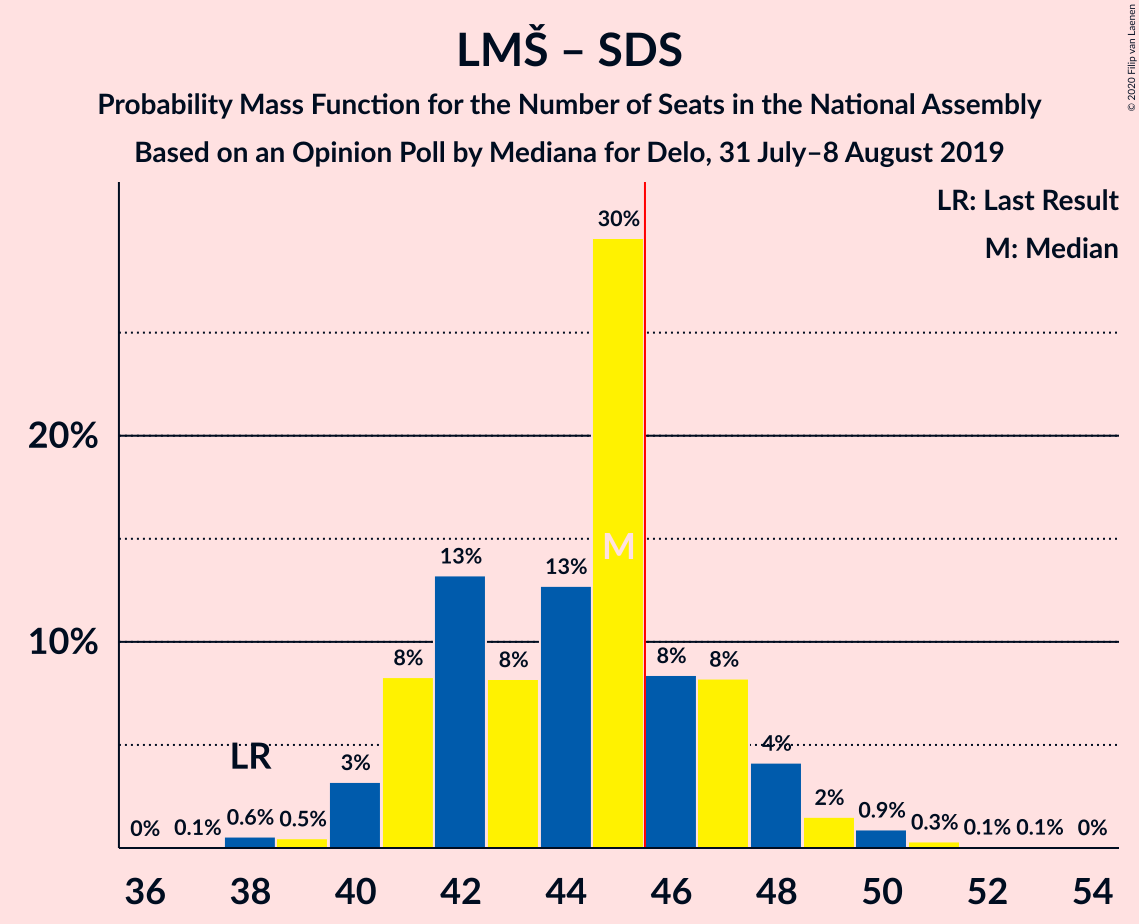 LMŠ – SDS
Probability Mass Function for the Number of Seats in the National Assembly
Based on an Opinion Poll by Mediana for Delo, 31 July–8 August 2019
© 2020 Filip van Laenen
LR: Last Result
M: Median
20%
10%
0%
0.1%
0.6%
0.5%
3%
8%
13%
8%
13%
30%
8%
8%
4%
2%
0.9%
0.3%
0.1%
0.1%
0%
LR
M
36 38 40 42 44 46 48 50 52 54